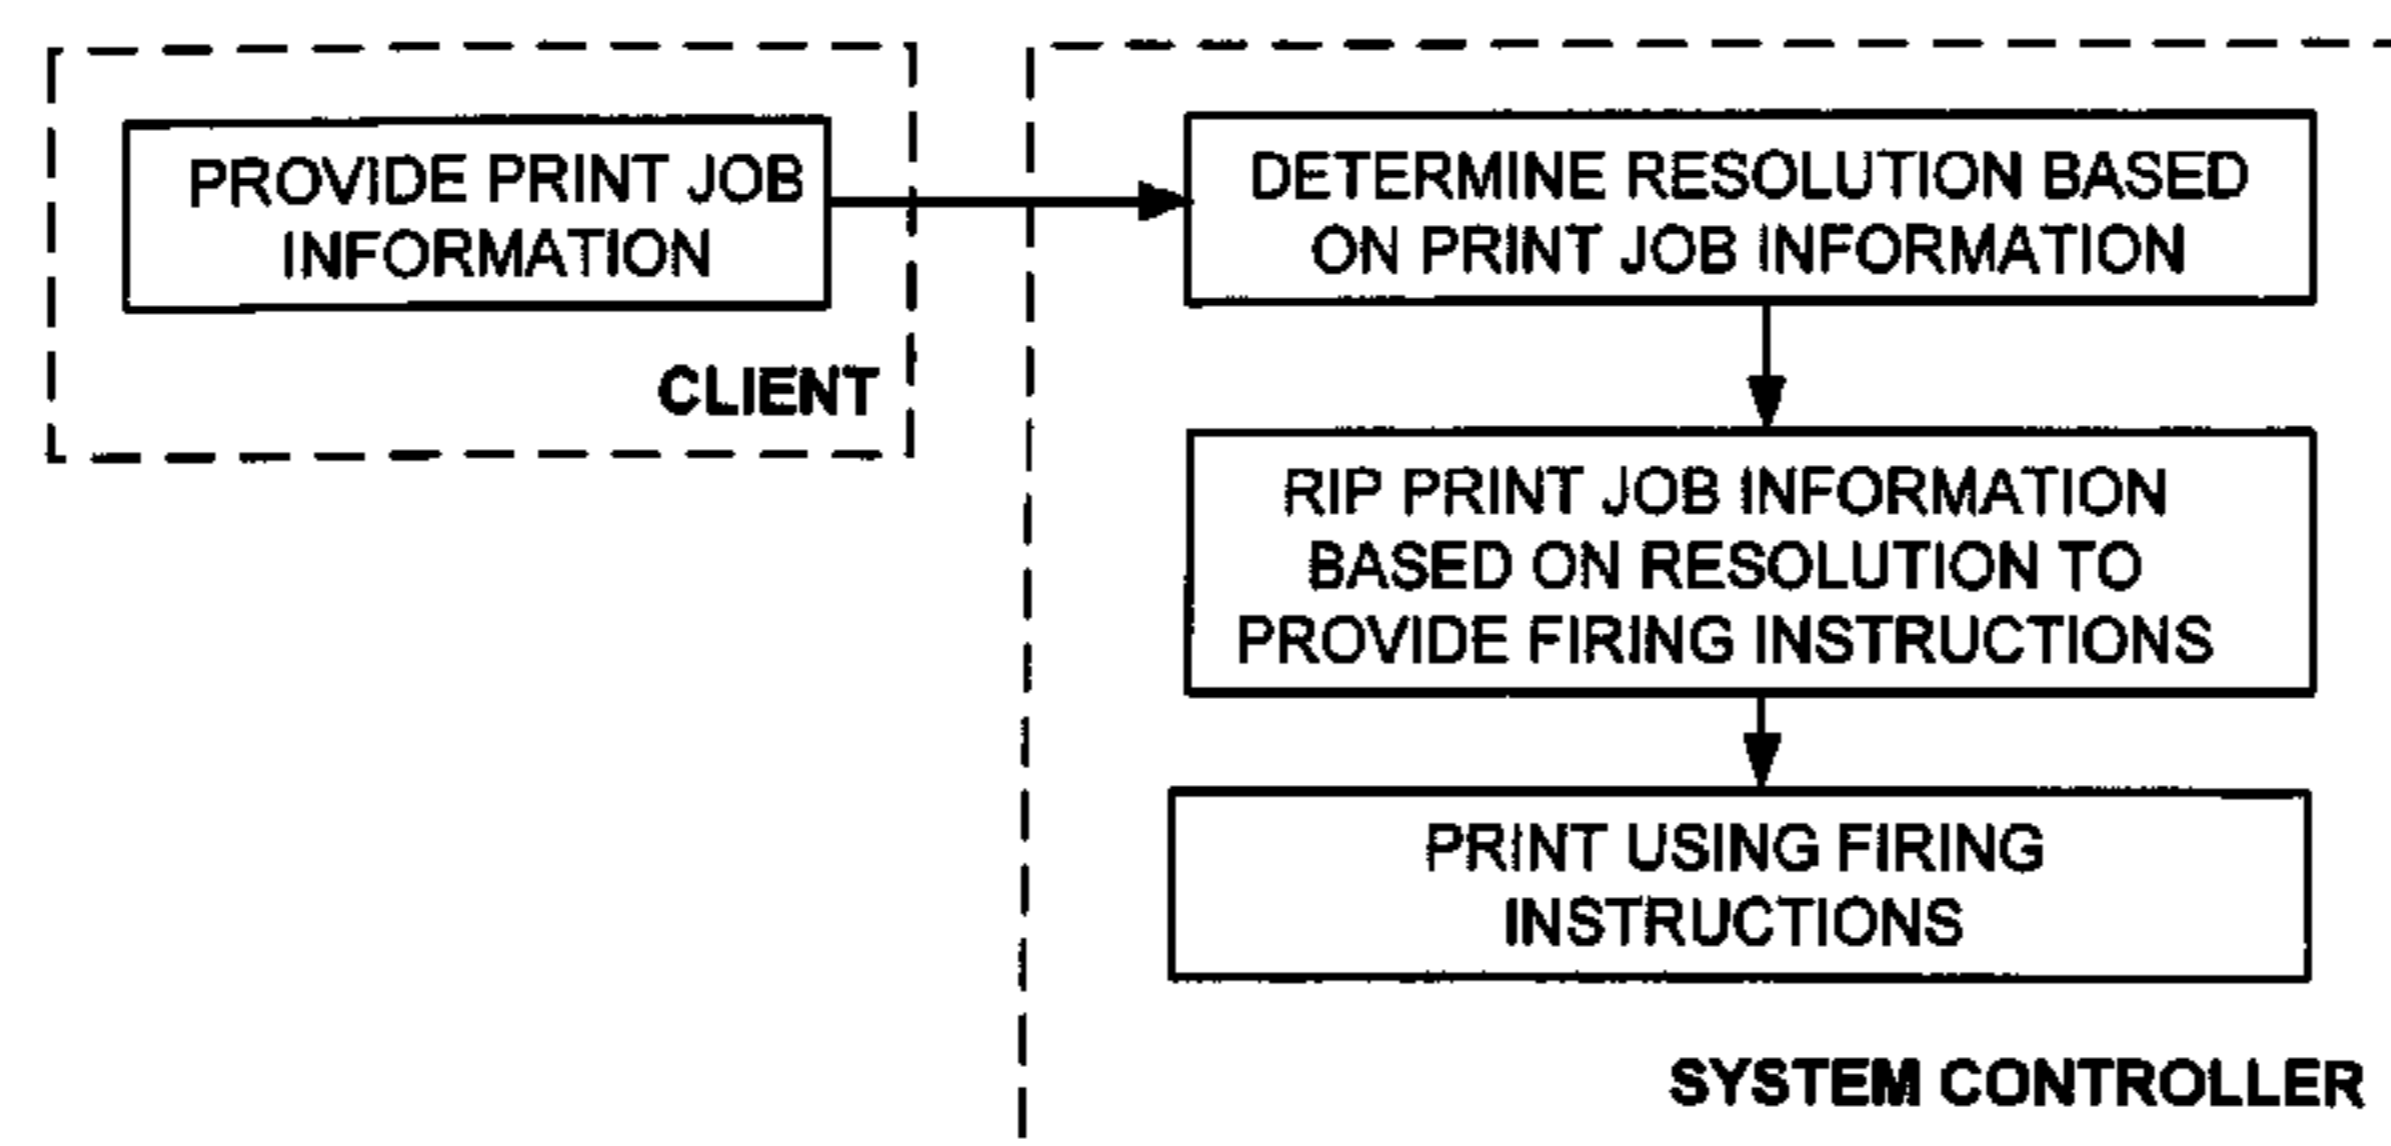 PROVIDE PRINT JOB
INFORMATION
CLIENT
DETERMINE RESOLUTION BASED
ON PRINT JOB INFORMATION
RIP PRINT JOB INFORMATION
BASED ON RESOLUTION TO
PROVIDE FIRING INSTRUCTIONS
PRINT USING FIRING
INSTRUCTIONS
SYSTEM CONTROLLER